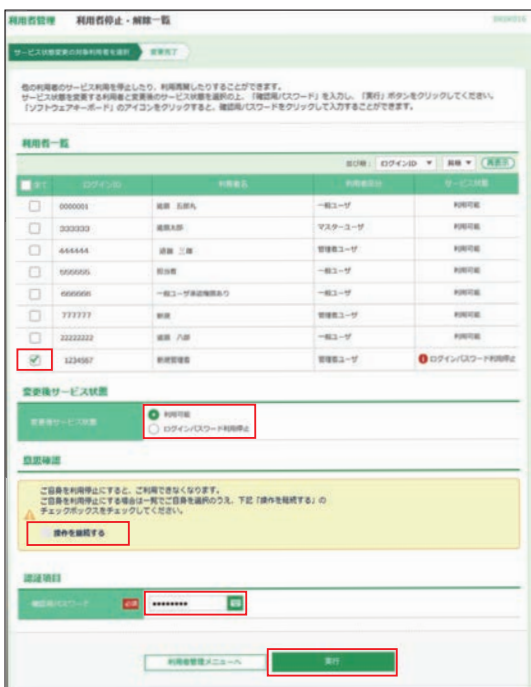 利用者管理 利用者停止・解除一覧
サービス状態変更の対象利用者を選択 変更完了
他の利用者のサービス利用を停止したり、利用再開したりすることができます。
サービス状態を変更する利用者と変更後のサービス状態を選択の上、「確認用パスワード」を入力し、「実行」ボタンをクリックしてください。
「ソフトウェアキーボード」のアイコンをクリックすると、確認用パスワードをクリックして入力することができます。
利用者一覧
並び順： ログインID 昇順 再表示
全て ログインID 利用者名 利用者区分 サービス状態
0000001 一般ユーザ 利用可能
333333 マスターユーザ 利用可能
444444 三郎 管理者ユーザ 利用可能
担当者 一般ユーザ 利用可能
666666 一般ユーザ承認権限あり 一般ユーザ 利用可能
777777 管理者ユーザ 利用可能
22222222 八郎 一般ユーザ 利用可能
1234567 新規管理者 管理者ユーザ ログインパスワード利用停止
変更後サービス状態
変更後サービス状態 利用可能
ログインパスワード利用停止
意思確認
ご自身を利用停止にすると、ご利用できなくなります。
ご自身を利用停止にする場合は一覧でご自身を選択のうえ、下記「操作を継続する」の
チェックボックスをチェックしてください。
操作を継続する
認証項目
確認用パスワード 必須 ••••••••
利用者管理メニューへ 実行